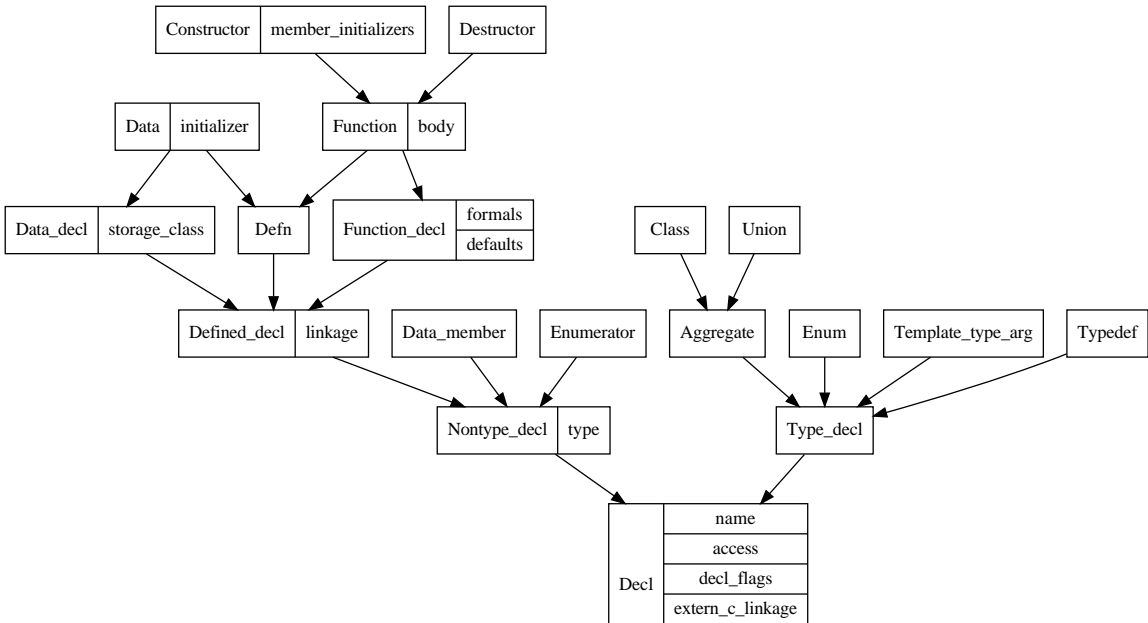 Constructor member_initializers Destructor
Data initializer Function body
Data_decl storage_class Defn Function_decl formals defaults Class Union
Defined_decl linkage Data_member Enumerator Aggregate Enum Template_type_arg Typedef
Nontype_decl type Type_decl
Decl
name
access
decl_flags
extern_c_linkage